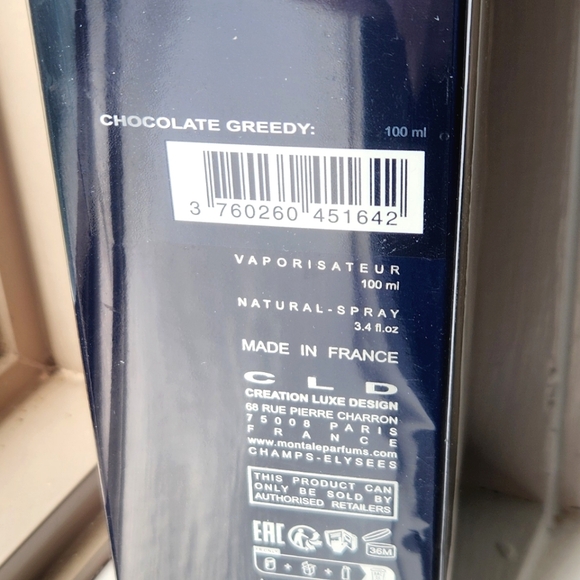 CHOCOLATE GREEDY: 100 ml
3 760260 451642
VAPORISATEUR
100 ml
NATURAL-SPRAY
3.4 fl.oz
MADE IN FRANCE
CLD
CREATION LUXE DESIGN
68 RUE PIERRE CHARRON
75008 PARIS
FRANCE
www.montaleparfums.com
CHAMPS-ELYSEES
THIS PRODUCT CAN
ONLY BE SOLD BY
AUTHORISED RETAILERS
EAC
36M